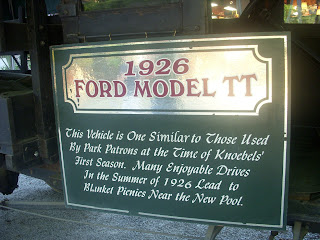 1926
FORD MODEL TT
This Vehicle is One Similar to Those Used
By Park Patrons at the Time of Knoebels'
First Season. Many Enjoyable Drives
In the Summer of 1926 Lead to
Blanket Picnics Near the New Pool.